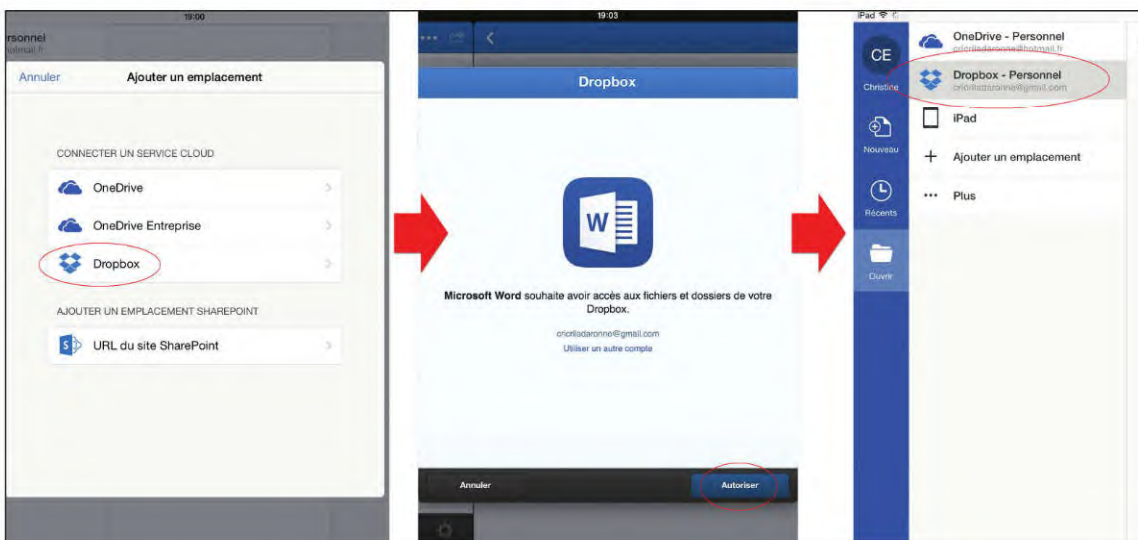 19:00
rsonnel
Annuler
Ajouter un emplacement
CONNECTER UN SERVICE CLOUD
OneDrive
OneDrive Entreprise
Dropbox
AJOUTER UN EMPLACEMENT SHAREPOINT
URL du site SharePoint
19:03
Dropbox
W
Microsoft Word souhaite avoir accès aux fichiers et dossiers de votre
Dropbox.
cricriladaronne@gmail.com
Utiliser un autre compte
Annuler
Autoriser
iPad
CE
Christine
Nouveau
Récents
Ouvrir
OneDrive - Personnel
cricriladaronne@hotmail.fr
Dropbox - Personnel
cricriladaronne@gmail.com
iPad
Ajouter un emplacement
Plus